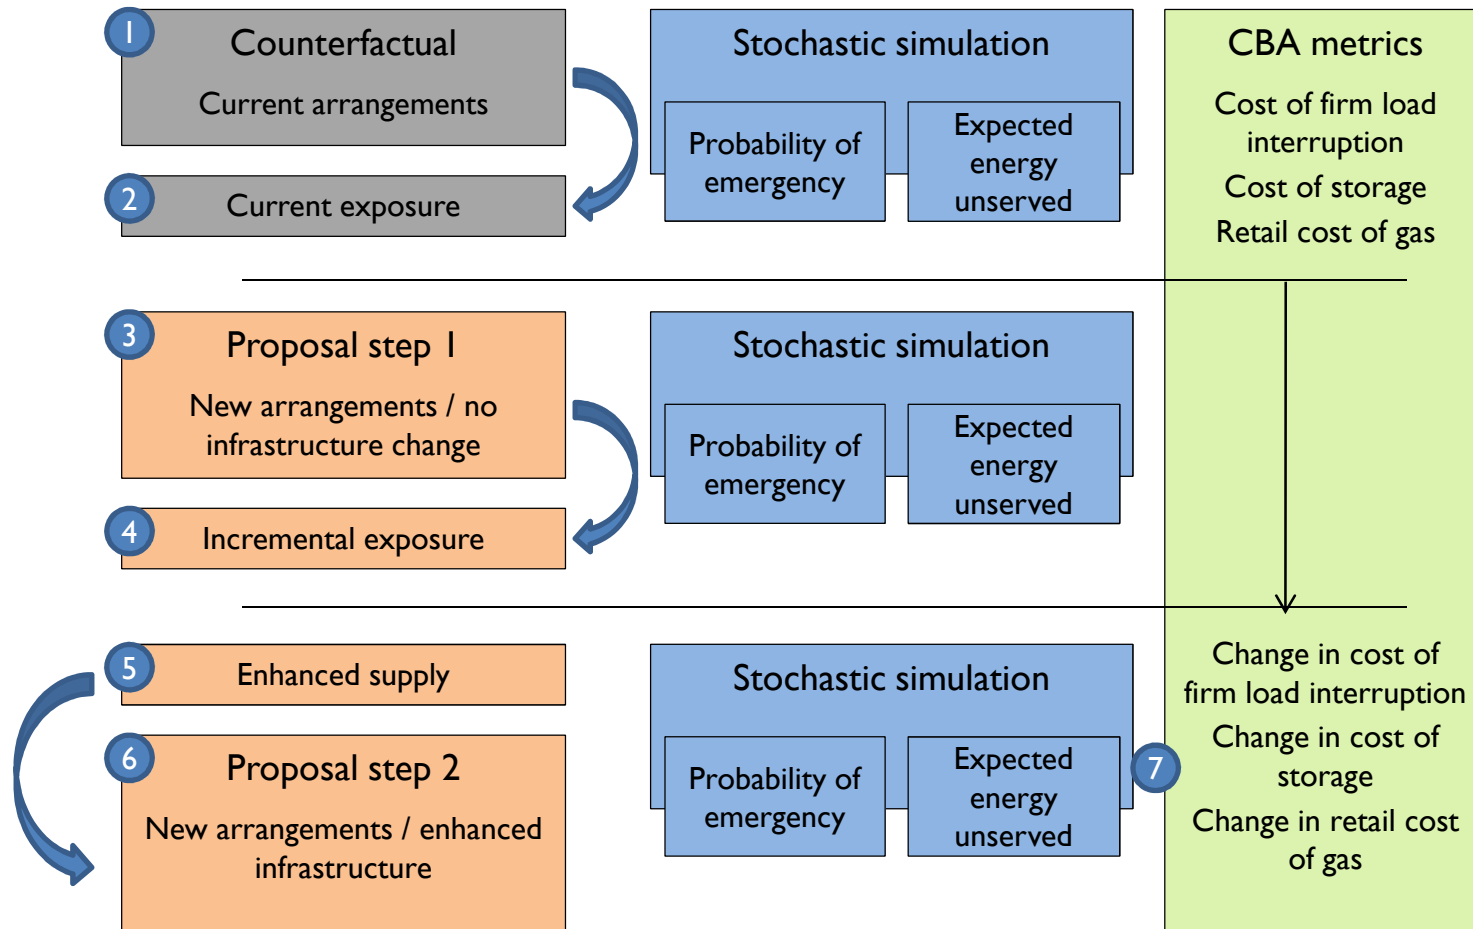 1
Counterfactual
Current arrangements
2
Current exposure
Stochastic simulation
Probability of
emergency
Expected
energy
unserved
CBA metrics
Cost of firm load
interruption
Cost of storage
Retail cost of gas
3
Proposal step 1
New arrangements / no
infrastructure change
4
Incremental exposure
Stochastic simulation
Probability of
emergency
Expected
energy
unserved
5
Enhanced supply
6
Proposal step 2
New arrangements / enhanced
infrastructure
Stochastic simulation
Probability of
emergency
Expected
energy
unserved
7
Change in cost of
firm load interruption
Change in cost of
storage
Change in retail cost
of gas